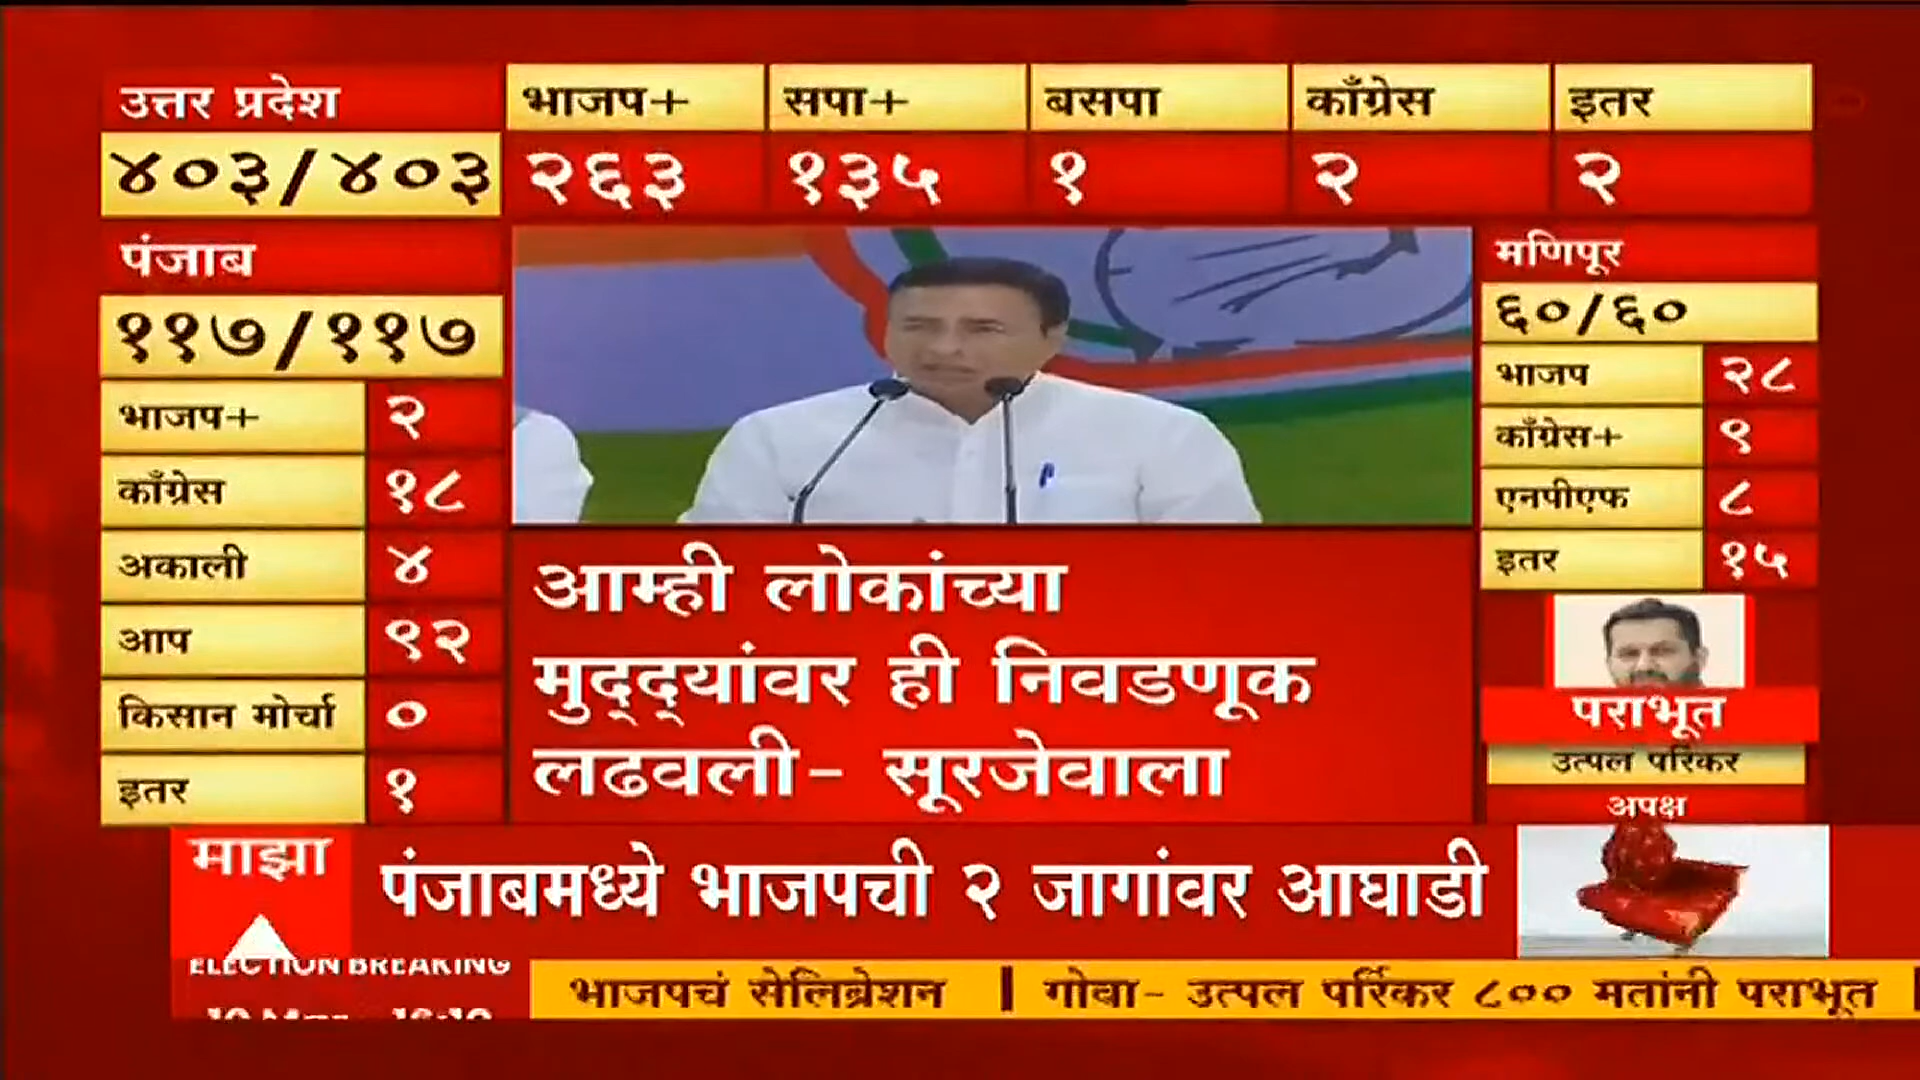 उत्तर प्रदेश
४०३/४०३
भाजप+ सपा+ बसपा काँग्रेस इतर
२६३ १३५ १ २ २
पंजाब
११७/११७
भाजप+ २
काँग्रेस १८
अकाली ४
आप ९२
किसान मोर्चा ०
इतर १
मणिपूर
६०/६०
भाजप २८
काँग्रेस+ ९
एनपीएफ ८
इतर १५
पराभूत
उत्पल पर्रिकर
अपक्ष
आम्ही लोकांच्या
मुद्द्यांवर ही निवडणूक
लढवली- सूरजेवाला
माझा
पंजाबमध्ये भाजपची २ जागांवर आघाडी
ELECTION BREAKING
भाजपचं सेलिब्रेशन | गोवा- उत्पल पर्रिकर ८०० मतांनी पराभूत